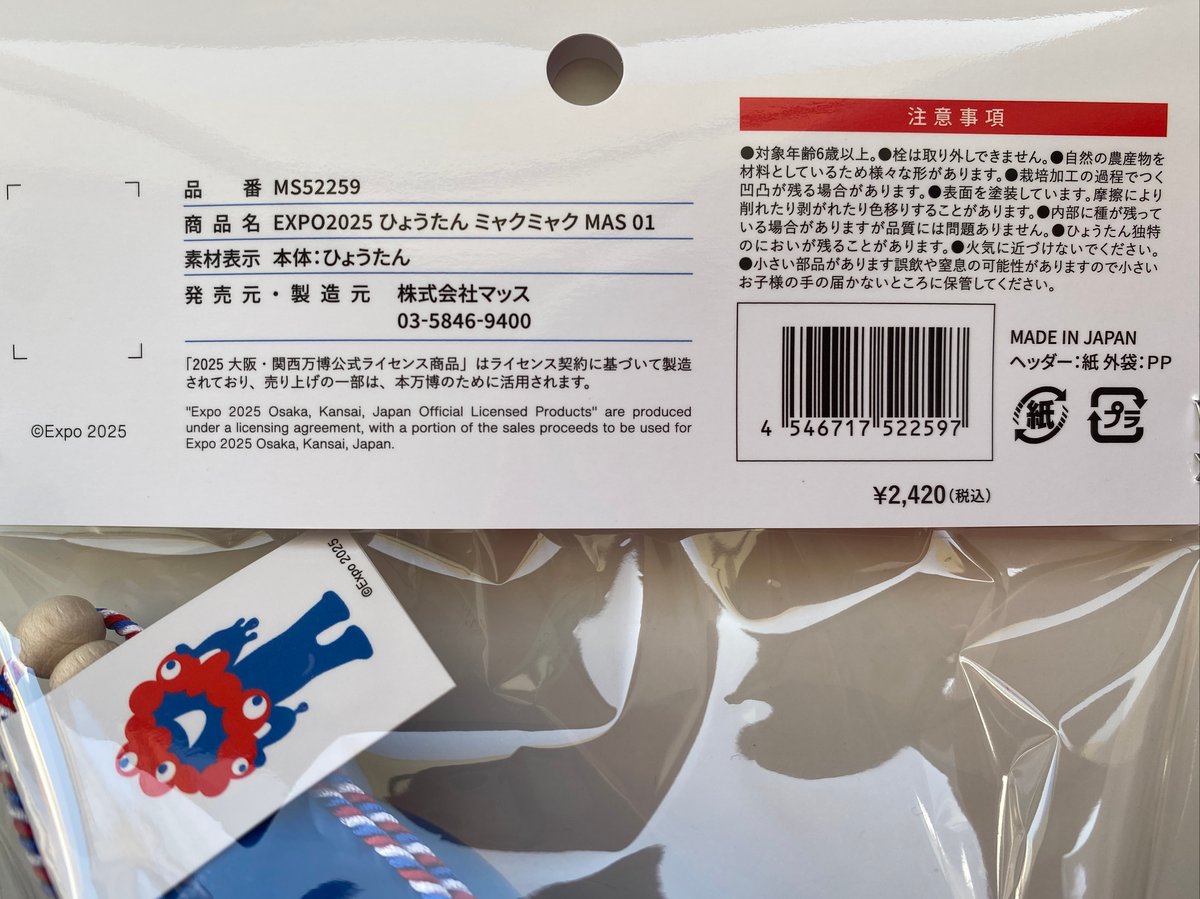 品番 MS52259
商品名 EXPO2025 ひょうたん ミャクミャク MAS 01
素材表示 本体：ひょうたん
発売元・製造元 株式会社マッス
03-5846-9400
「2025 大阪・関西万博公式ライセンス商品」はライセンス契約に基づいて製造
されており、売り上げの一部は、本万博のために活用されます。
"Expo 2025 Osaka, Kansai, Japan Official Licensed Products" are produced
under a licensing agreement, with a portion of the sales proceeds to be used for
Expo 2025 Osaka, Kansai, Japan.
©Expo 2025
注意事項
●対象年齢6歳以上。●栓は取り外しできません。●自然の農産物を
材料としているため様々な形があります。●栽培加工の過程でつく
凹凸が残る場合があります。●表面を塗装しています。摩擦により
削れたり剥がれたり色移りすることがあります。●内部に種が残って
いる場合がありますが品質には問題ありません。●ひょうたん独特
のにおいが残ることがあります。●火気に近づけないでください。
●小さい部品があります誤飲や窒息の可能性がありますので小さい
お子様の手の届かないところに保管してください。
4 546717 522597
MADE IN JAPAN
ヘッダー：紙 外袋：PP
紙
プラ
¥2,420（税込）
©Expo 2025